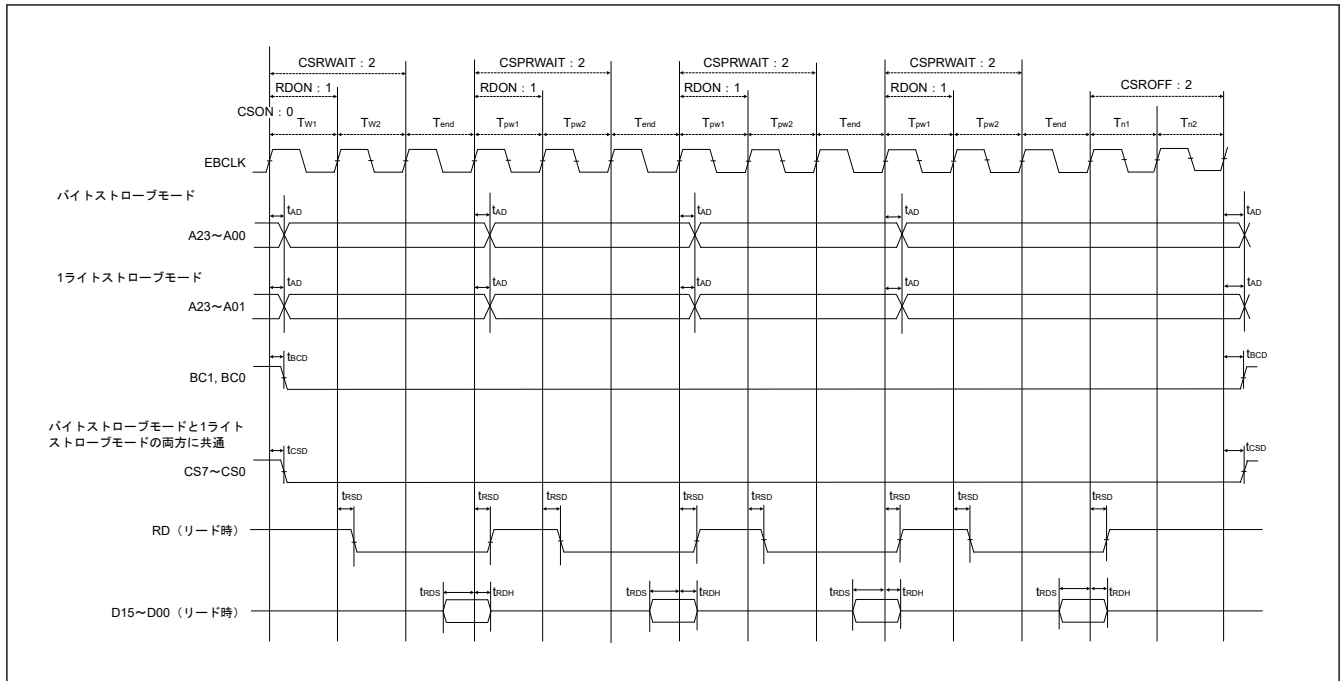 CSRWAIT : 2 CSPRWAIT : 2 CSPRWAIT : 2 CSPRWAIT : 2
RDON : 1 RDON : 1 RDON : 1 RDON : 1 CSROFF : 2
CSON : 0
TW1 TW2 Tend Tpw1 Tpw2 Tend Tpw1 Tpw2 Tend Tpw1 Tpw2 Tend Tn1 Tn2
EBCLK
バイトストローブモード
tAD tAD tAD tAD tAD
A23～A00
1ライトストローブモード
tAD tAD tAD tAD tAD
A23～A01
tBCD tBCD
BC1, BC0
バイトストローブモードと1ライト
ストローブモードの両方に共通
tCSD tCSD
CS7～CS0
tRSD tRSD tRSD tRSD tRSD tRSD tRSD tRSD
RD（リード時）
tRDS tRDH tRDS tRDH tRDS tRDH tRDS tRDH
D15～D00（リード時）